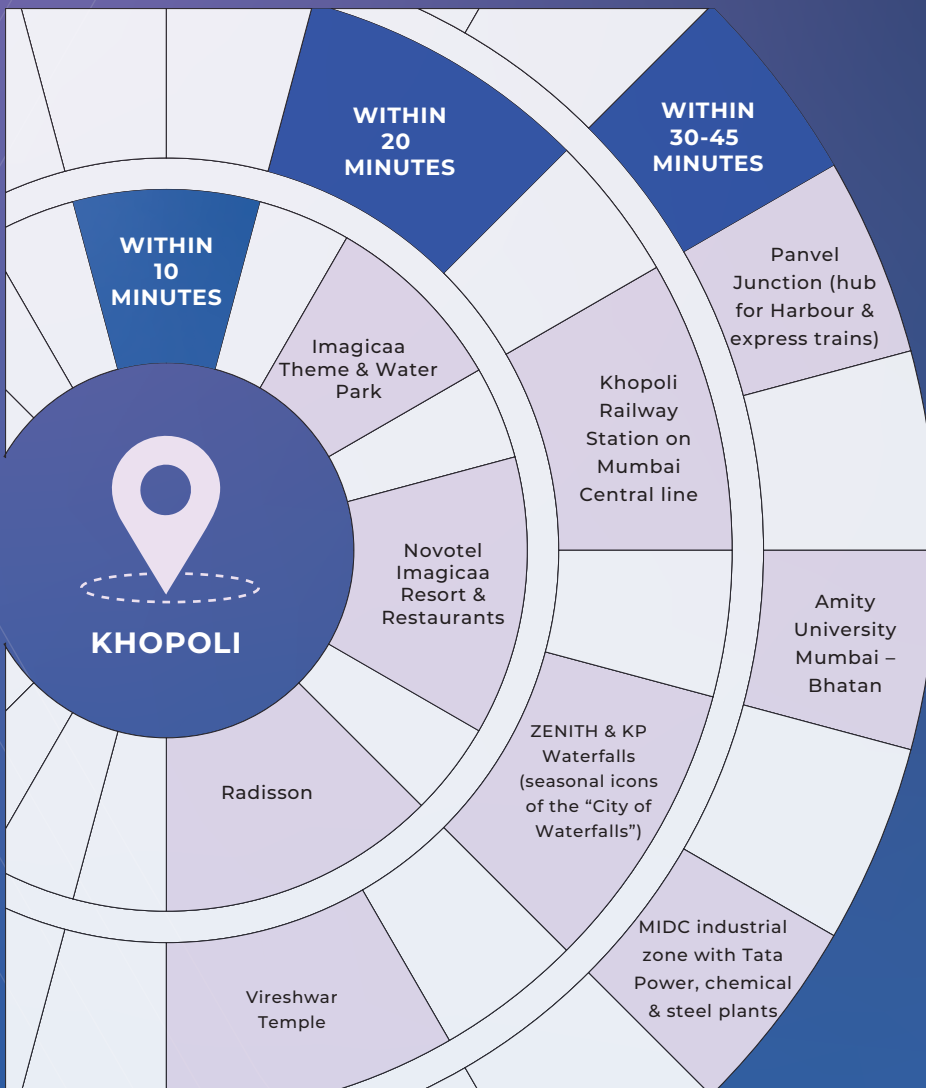 WITHIN
10
MINUTES
Imagicaa
Theme & Water
Park
Novotel
Imagicaa
Resort &
Restaurants
Radisson
KHOPOLI
WITHIN
20
MINUTES
Khopoli
Railway
Station on
Mumbai
Central line
ZENITH & KP
Waterfalls
(seasonal icons
of the “City of
Waterfalls”)
Vireshwar
Temple
WITHIN
30-45
MINUTES
Panvel
Junction (hub
for Harbour &
express trains)
Amity
University
Mumbai –
Bhatan
MIDC industrial
zone with Tata
Power, chemical
& steel plants